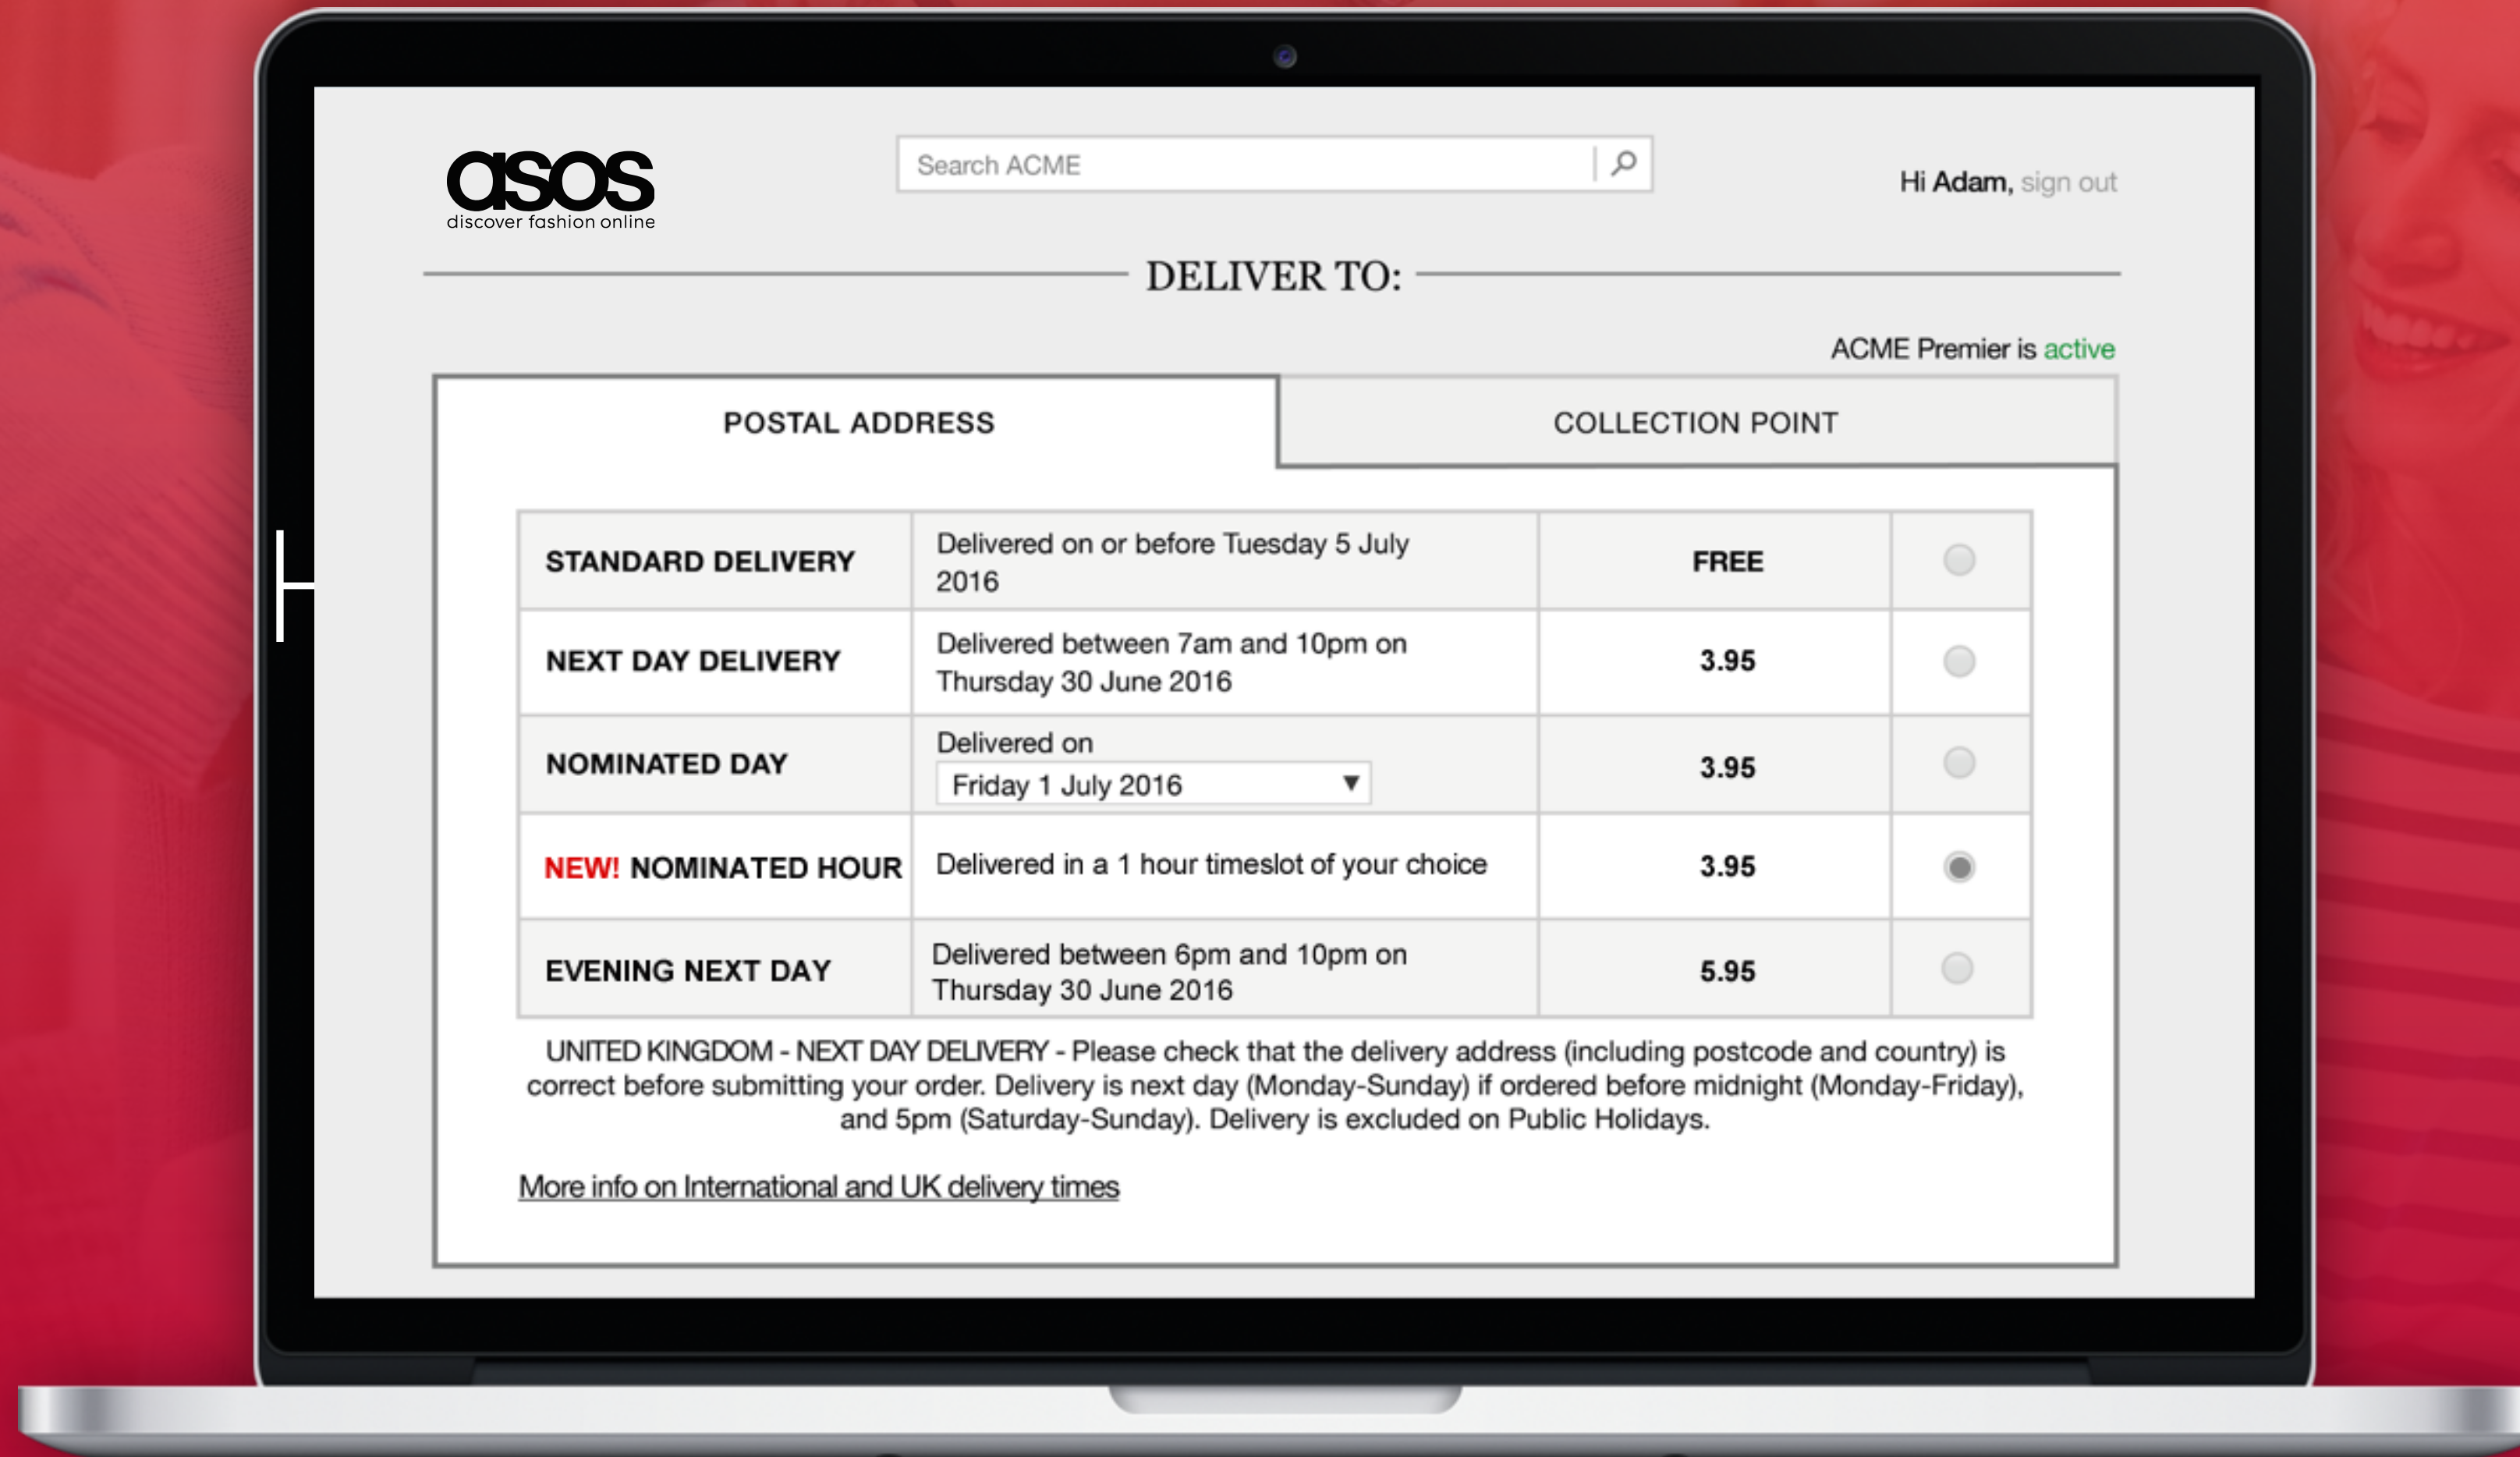 asos
discover fashion online
Search ACME
Hi Adam, sign out
DELIVER TO:
ACME Premier is active
POSTAL ADDRESS
COLLECTION POINT
STANDARD DELIVERY
Delivered on or before Tuesday 5 July
2016
FREE
NEXT DAY DELIVERY
Delivered between 7am and 10pm on
Thursday 30 June 2016
3.95
NOMINATED DAY
Delivered on
Friday 1 July 2016
3.95
NEW! NOMINATED HOUR
Delivered in a 1 hour timeslot of your choice
3.95
EVENING NEXT DAY
Delivered between 6pm and 10pm on
Thursday 30 June 2016
5.95
UNITED KINGDOM - NEXT DAY DELIVERY - Please check that the delivery address (including postcode and country) is
correct before submitting your order. Delivery is next day (Monday-Sunday) if ordered before midnight (Monday-Friday),
and 5pm (Saturday-Sunday). Delivery is excluded on Public Holidays.
More info on International and UK delivery times